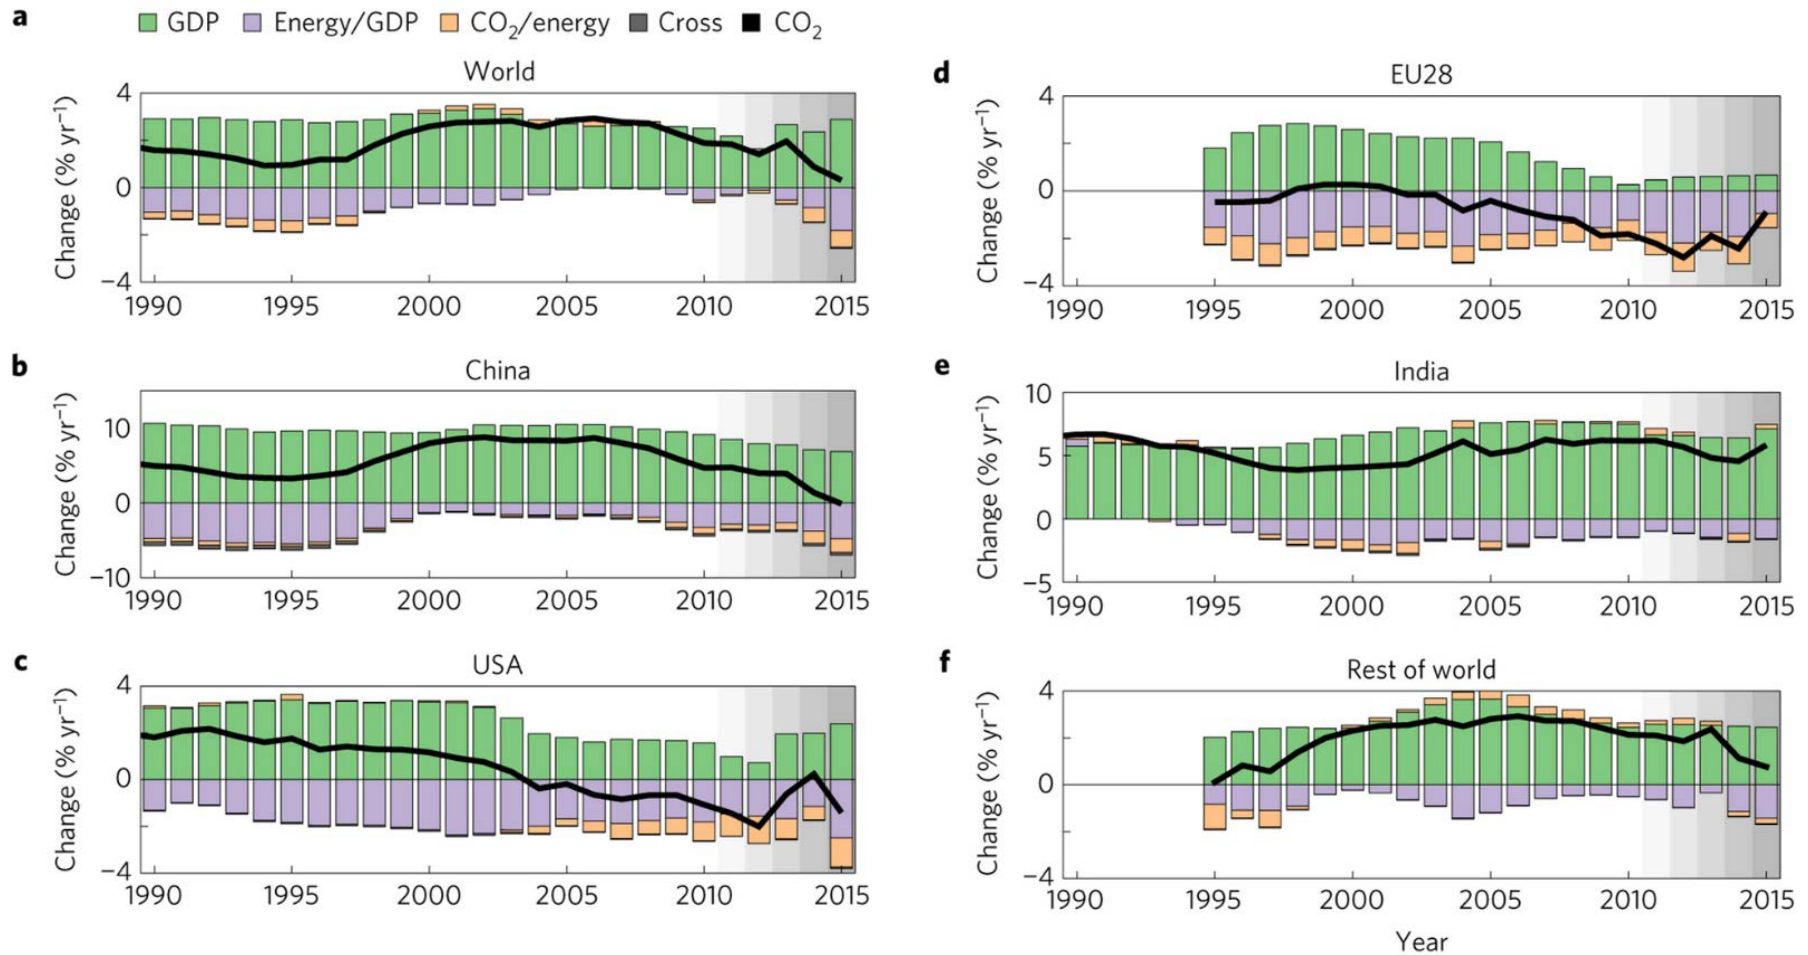 a
GDP Energy/GDP CO₂/energy Cross CO₂
World
Change (% yr⁻¹)
4
0
−4
1990 1995 2000 2005 2010 2015
b
China
Change (% yr⁻¹)
10
0
−10
1990 1995 2000 2005 2010 2015
c
USA
Change (% yr⁻¹)
4
0
−4
1990 1995 2000 2005 2010 2015
d
EU28
Change (% yr⁻¹)
4
0
−4
1990 1995 2000 2005 2010 2015
e
India
Change (% yr⁻¹)
10
5
0
−5
1990 1995 2000 2005 2010 2015
f
Rest of world
Change (% yr⁻¹)
4
0
−4
1990 1995 2000 2005 2010 2015
Year